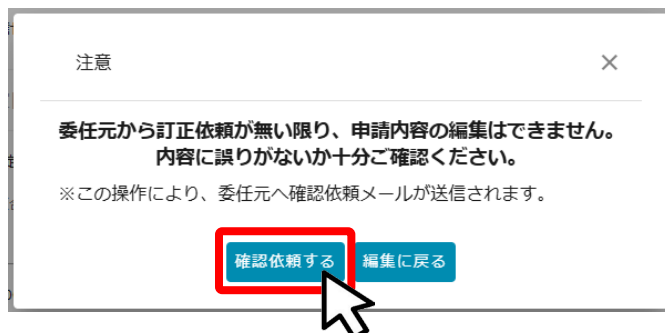 注意
委任元から訂正依頼が無い限り、申請内容の編集はできません。
内容に誤りがないか十分ご確認ください。
※この操作により、委任元へ確認依頼メールが送信されます。
確認依頼する 編集に戻る